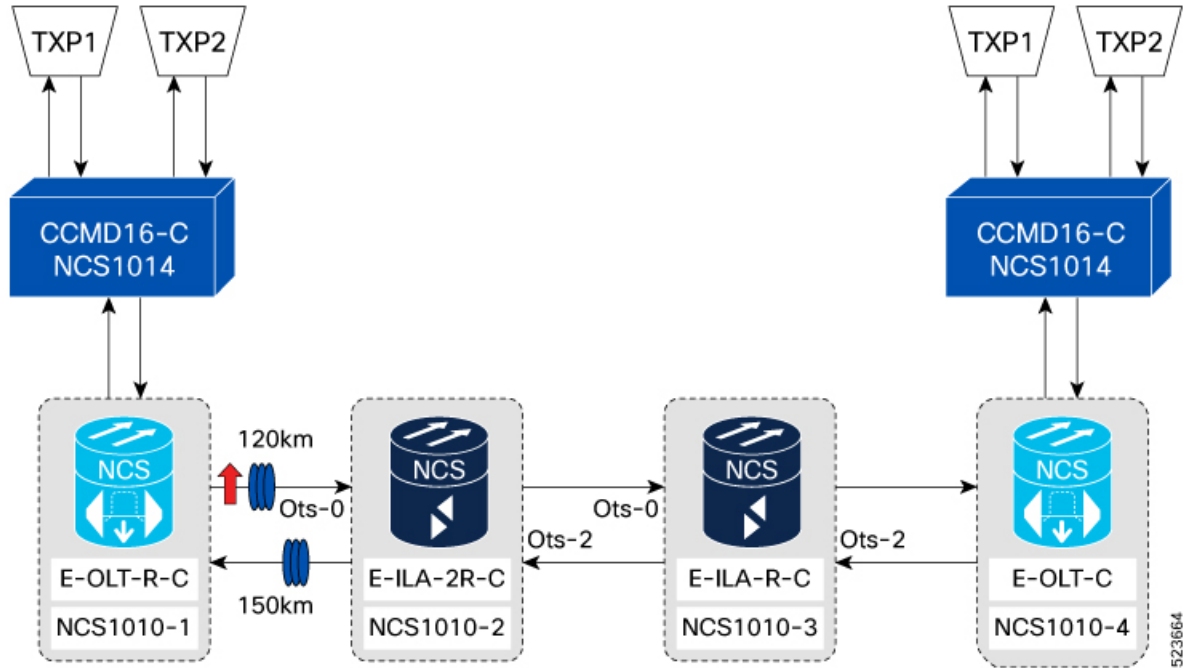 TXP1
TXP2
TXP1
TXP2
CCMD16-C
NCS1014
CCMD16-C
NCS1014
120km
NCS
NCS
NCS
NCS
Ots-0
Ots-0
Ots-2
Ots-2
E-OLT-R-C
E-ILA-2R-C
E-ILA-R-C
E-OLT-C
150km
NCS1010-1
NCS1010-2
NCS1010-3
NCS1010-4
523664